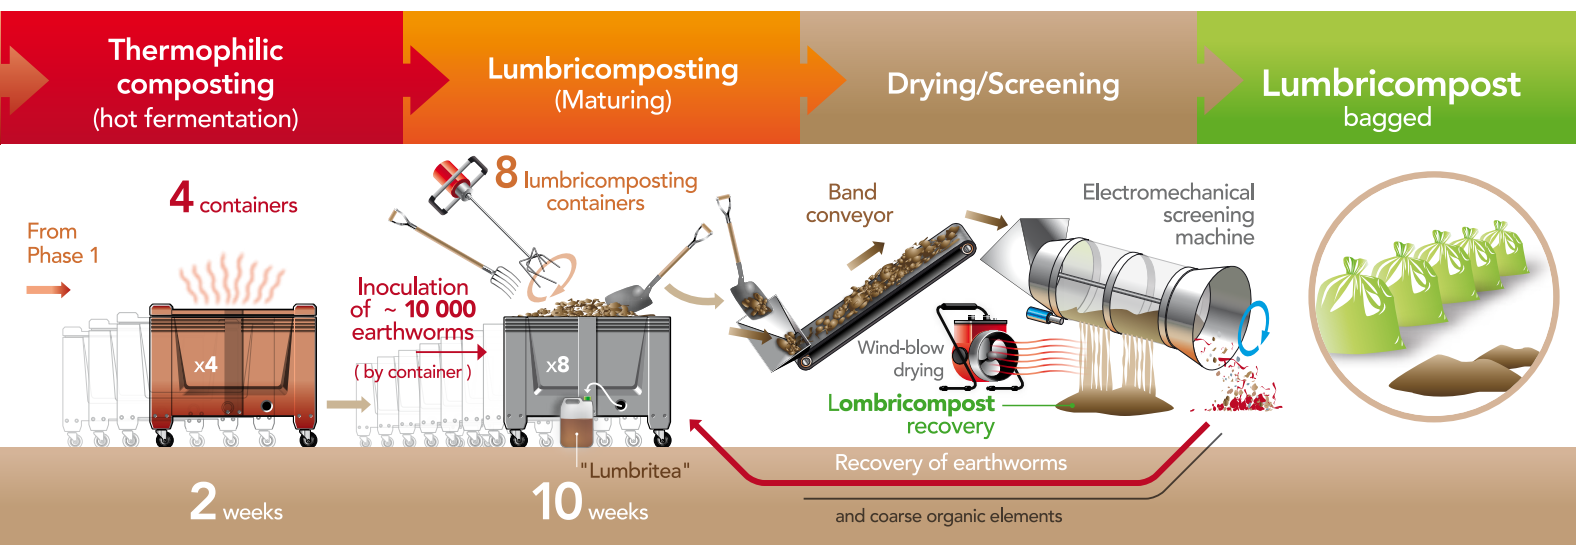 Thermophilic
composting
(hot fermentation)
Lumbricomposting
(Maturing)
Drying/Screening
Lumbricompost
bagged
4 containers
From
Phase 1
x4
2 weeks
8 lumbricomposting
containers
Inoculation
of ~ 10 000
earthworms
( by container )
x8
"Lumbritea"
10 weeks
Band
conveyor
Electromechanical
screening
machine
Wind-blow
drying
Lombricompost
recovery
Recovery of earthworms
and coarse organic elements